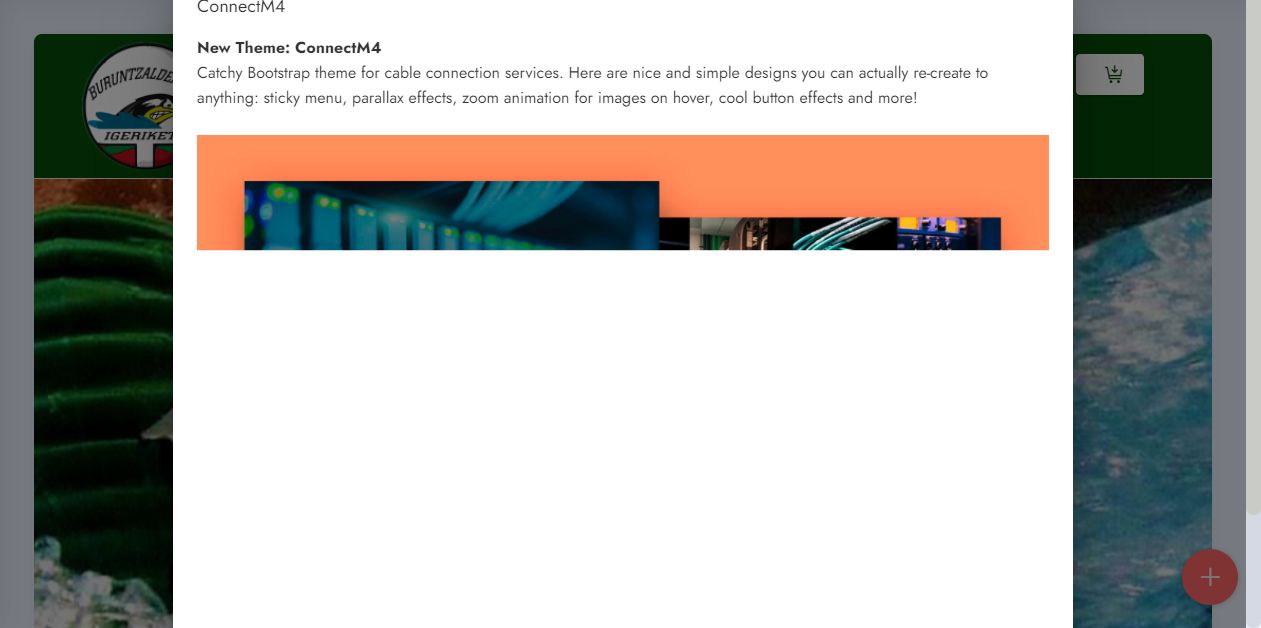 ConnectM4
New Theme: ConnectM4
Catchy Bootstrap theme for cable connection services. Here are nice and simple designs you can actually re-create to
anything: sticky menu, parallax effects, zoom animation for images on hover, cool button effects and more!
BURUNTZALDE
IGERIKET